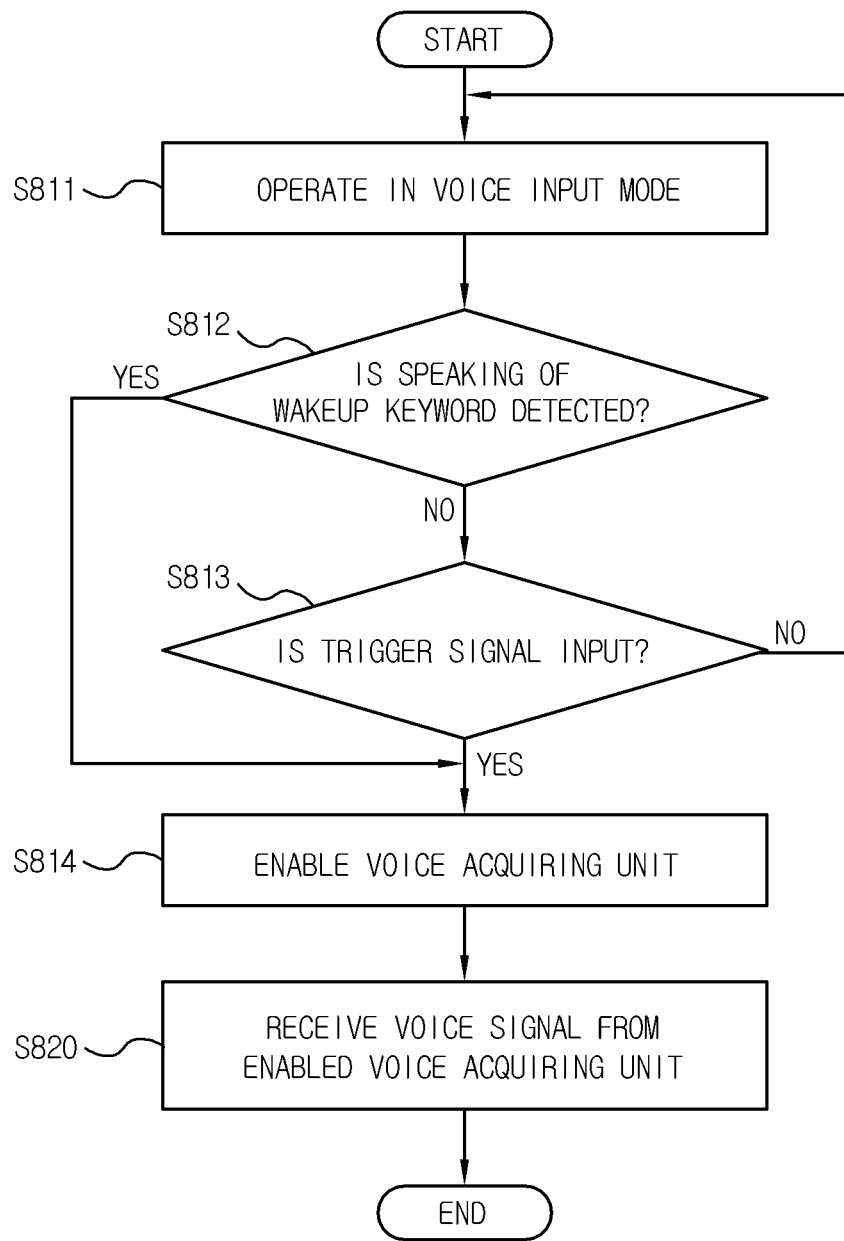 START
S811
OPERATE IN VOICE INPUT MODE
S812
YES
IS SPEAKING OF
WAKEUP KEYWORD DETECTED?
NO
S813
IS TRIGGER SIGNAL INPUT?
NO
YES
S814
ENABLE VOICE ACQUIRING UNIT
S820
RECEIVE VOICE SIGNAL FROM
ENABLED VOICE ACQUIRING UNIT
END